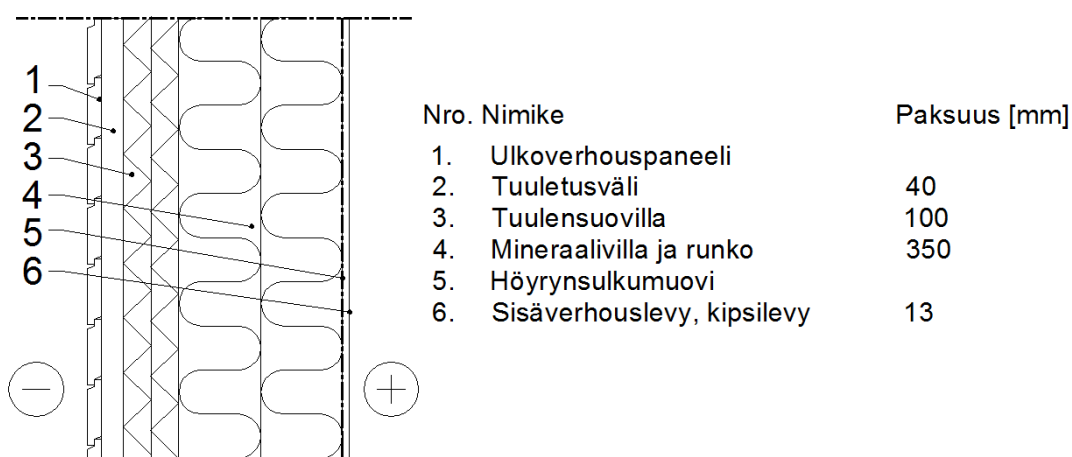 1
2
3
4
5
6
Nro. Nimike Paksuus [mm]
1. Ulkoverhouspaneeli
2. Tuuletusväli 40
3. Tuulensuovilla 100
4. Mineraalivilla ja runko 350
5. Höyrynsulkumuovi
6. Sisäverhouslevy, kipsilevy 13
− +